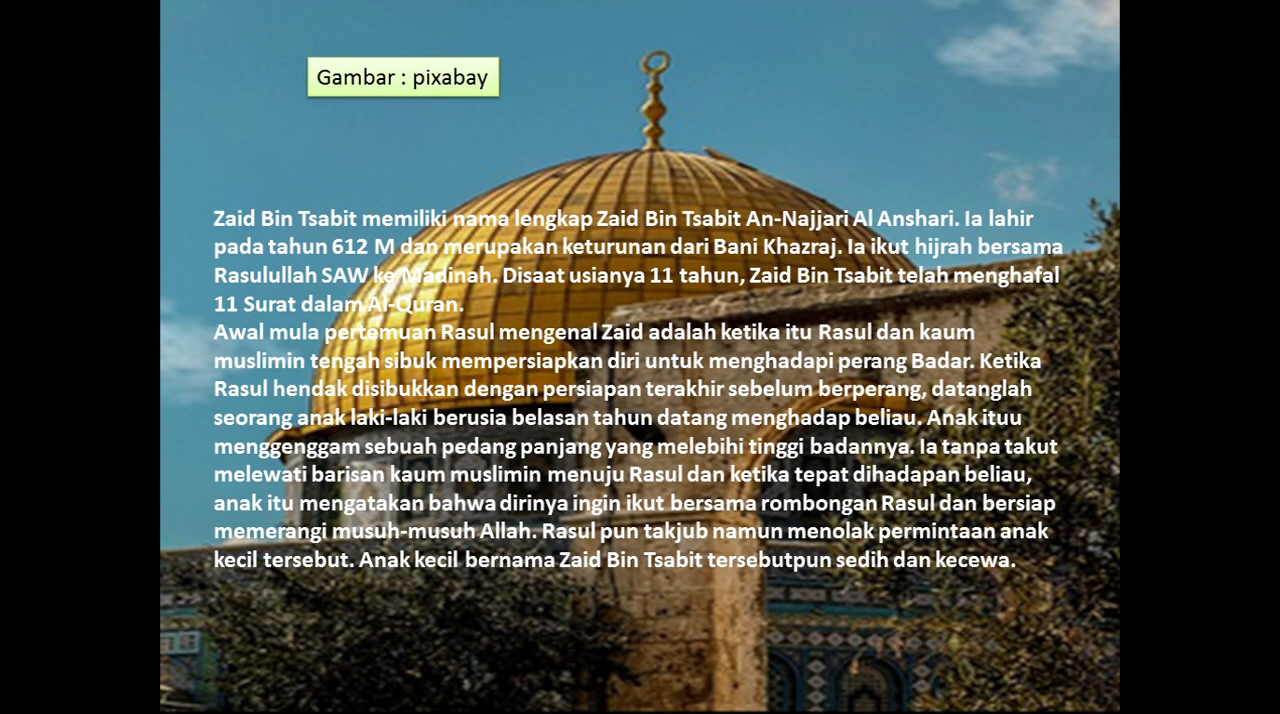 Gambar : pixabay
Zaid Bin Tsabit memiliki nama lengkap Zaid Bin Tsabit An-Najjari Al Anshari. Ia lahir
pada tahun 612 M dan merupakan keturunan dari Bani Khazraj. Ia ikut hijrah bersama
Rasulullah SAW ke Madinah. Disaat usianya 11 tahun, Zaid Bin Tsabit telah menghafal
11 Surat dalam Al-Quran.
Awal mula pertemuan Rasul mengenal Zaid adalah ketika itu Rasul dan kaum
muslimin tengah sibuk mempersiapkan diri untuk menghadapi perang Badar. Ketika
Rasul hendak disibukkan dengan persiapan terakhir sebelum berperang, datanglah
seorang anak laki-laki berusia belasan tahun datang menghadap beliau. Anak ituu
menggenggam sebuah pedang panjang yang melebihi tinggi badannya. Ia tanpa takut
melewati barisan kaum muslimin menuju Rasul dan ketika tepat dihadapan beliau,
anak itu mengatakan bahwa dirinya ingin ikut bersama rombongan Rasul dan bersiap
memerangi musuh-musuh Allah. Rasul pun takjub namun menolak permintaan anak
kecil tersebut. Anak kecil bernama Zaid Bin Tsabit tersebutpun sedih dan kecewa.